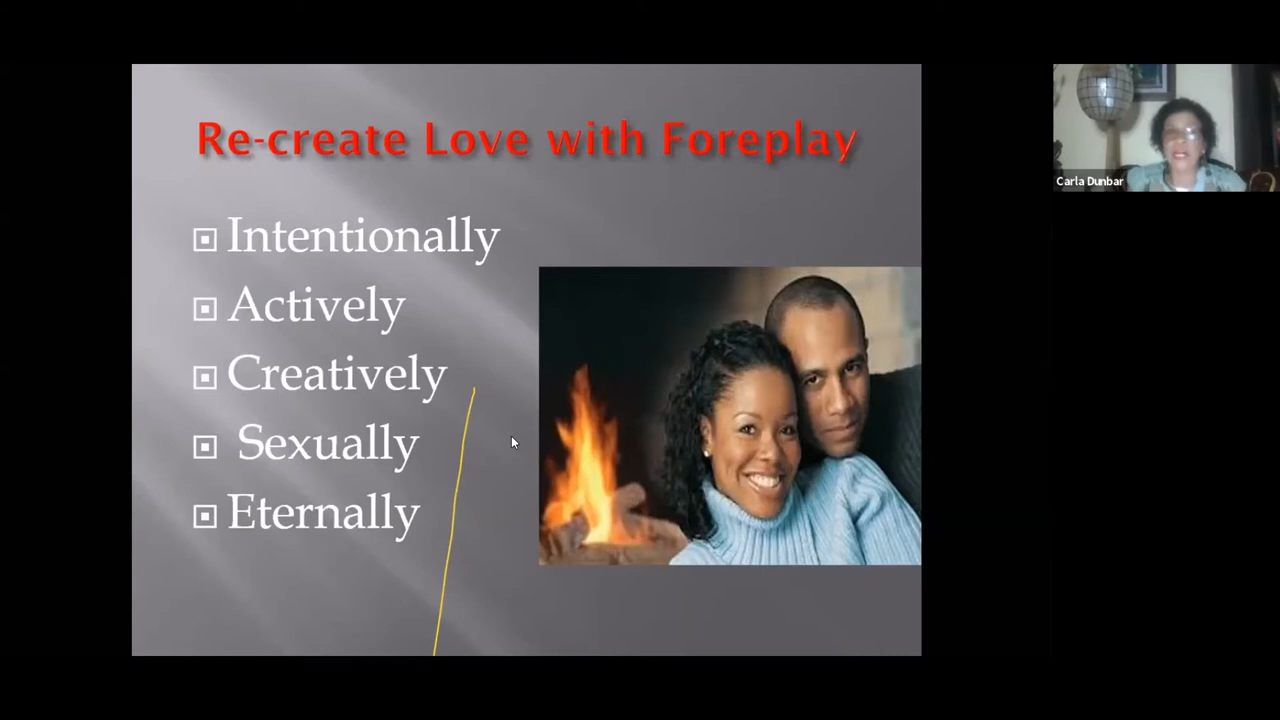 Re-create Love with Foreplay
Intentionally
Actively
Creatively
Sexually
Eternally
Carla Dunbar